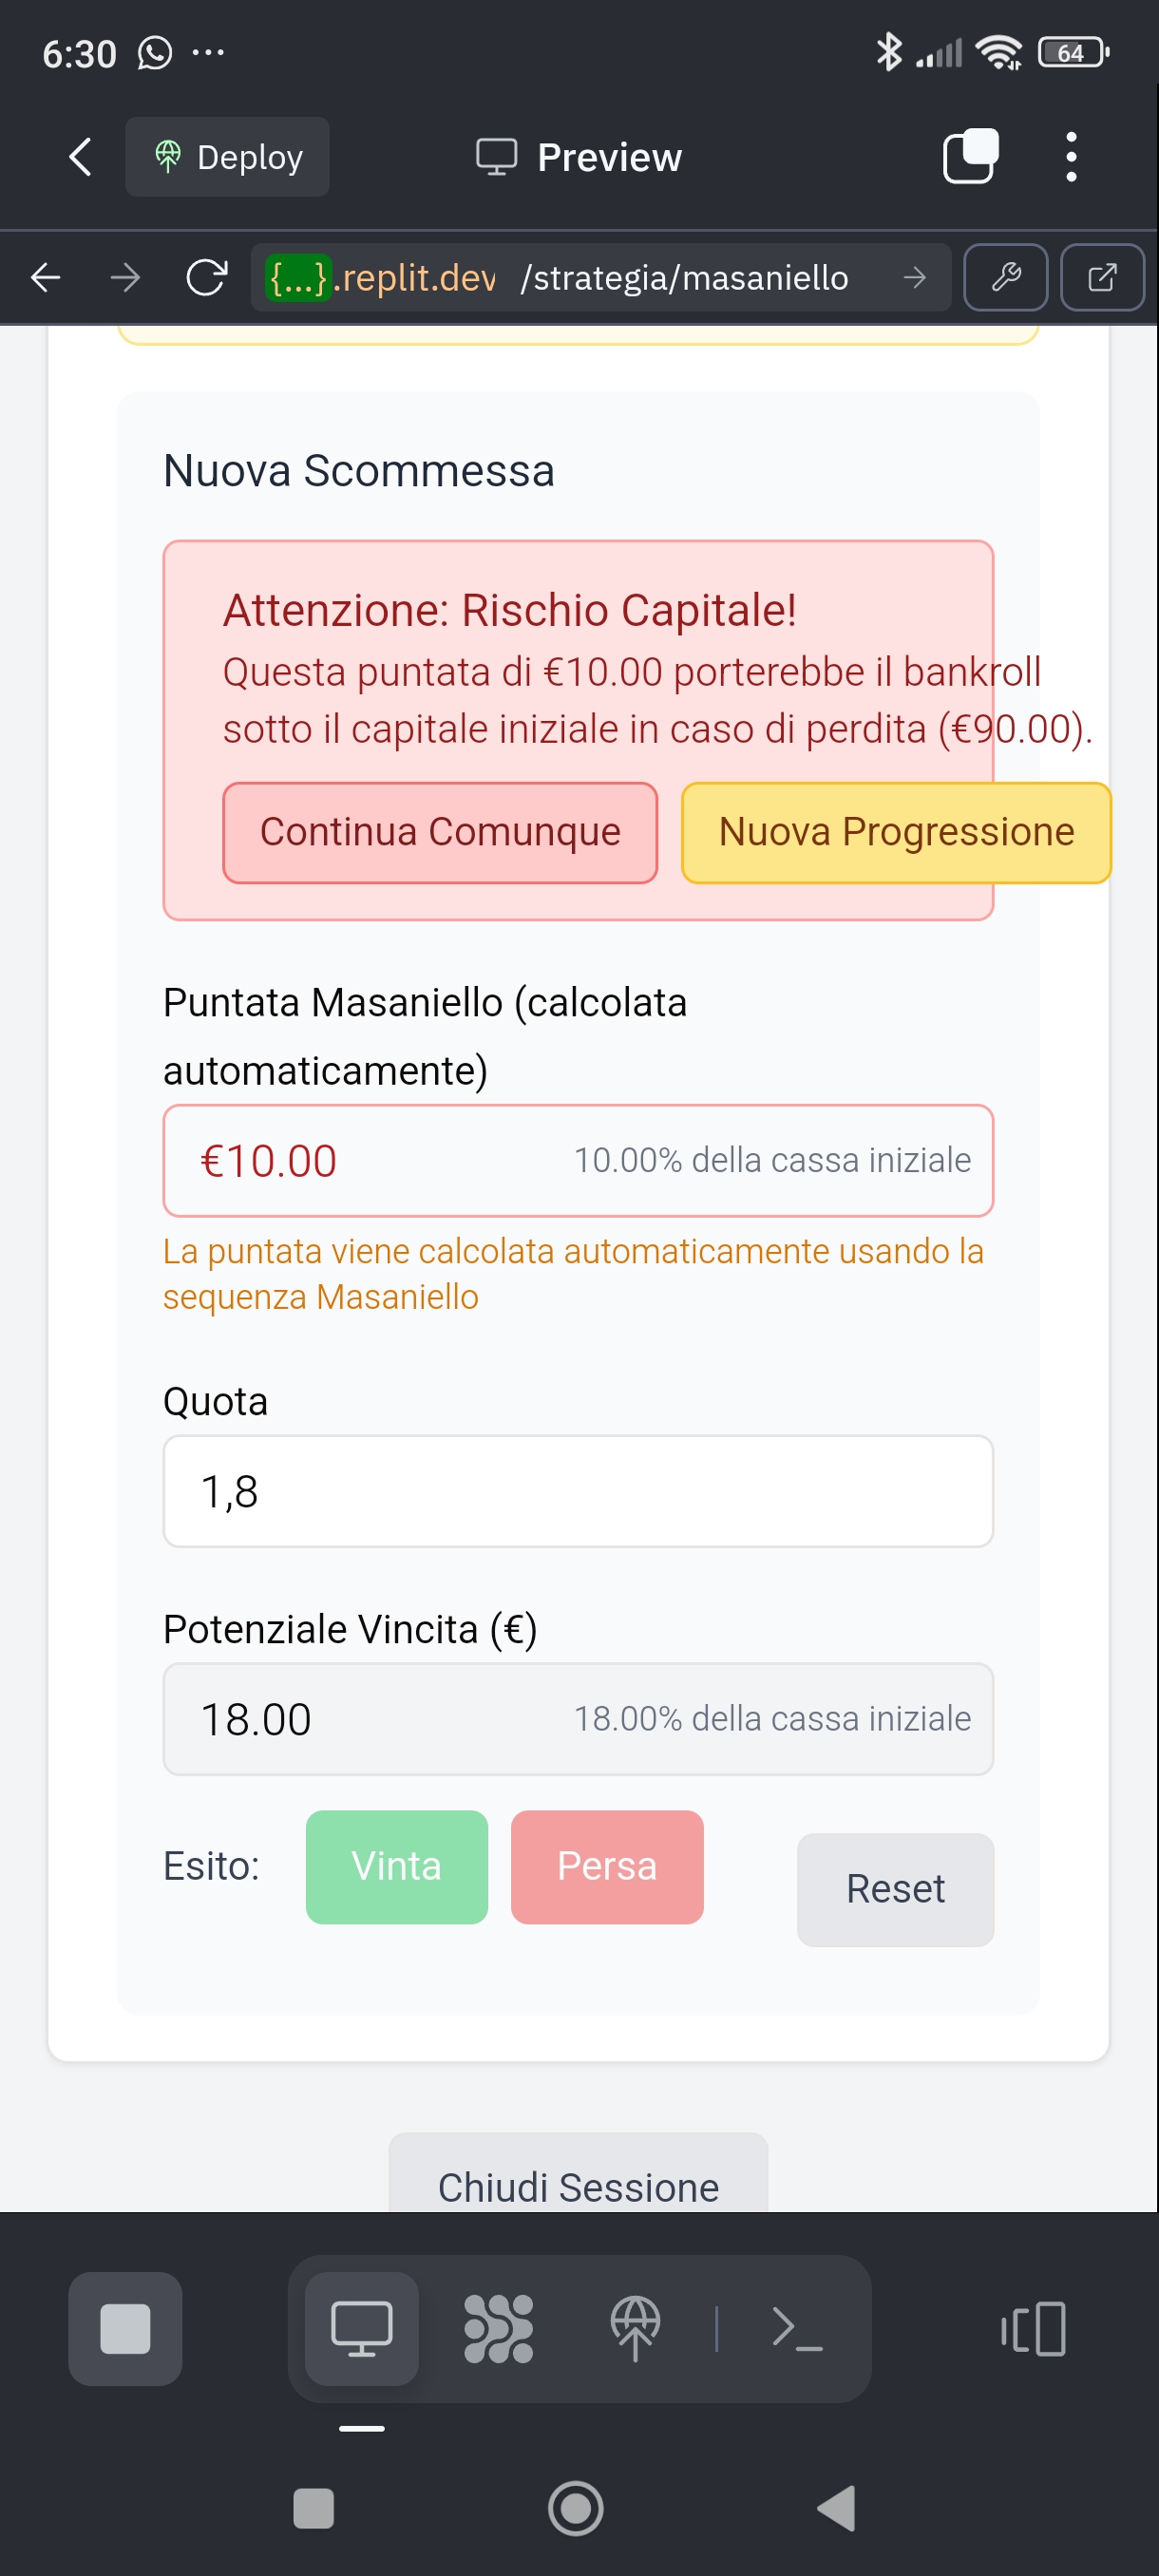 6:30
64
Deploy
Preview
{...}.replit.dev /strategia/masaniello
Nuova Scommessa
Attenzione: Rischio Capitale!
Questa puntata di €10.00 porterebbe il bankroll
sotto il capitale iniziale in caso di perdita (€90.00).
Continua Comunque
Nuova Progressione
Puntata Masaniello (calcolata
automaticamente)
€10.00
10.00% della cassa iniziale
La puntata viene calcolata automaticamente usando la
sequenza Masaniello
Quota
1,8
Potenziale Vincita (€)
18.00
18.00% della cassa iniziale
Esito:
Vinta
Persa
Reset
Chiudi Sessione